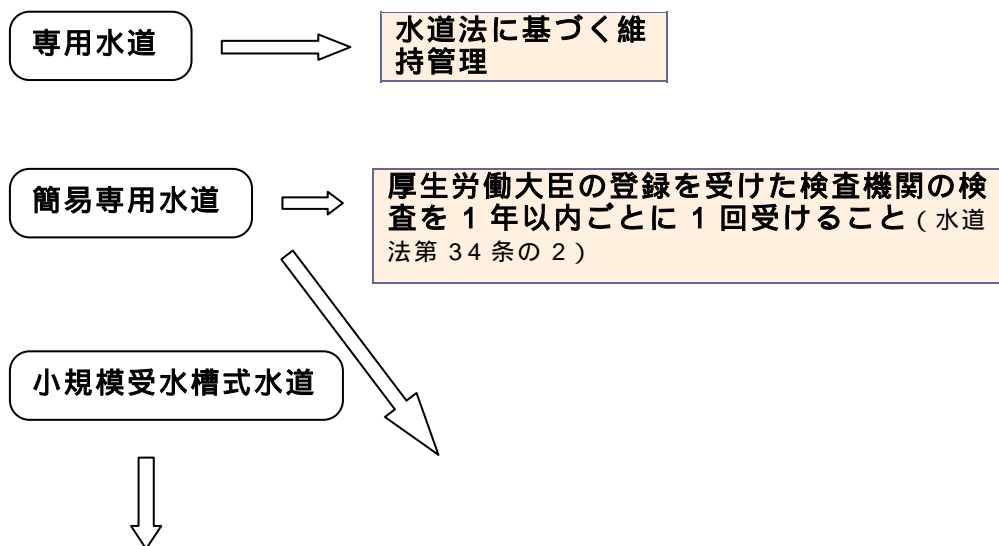 専用水道
水道法に基づく維
持管理
簡易専用水道
厚生労働大臣の登録を受けた検査機関の検
査を 1 年以内ごとに 1 回受けること（水道
法第 34 条の 2）
小規模受水槽式水道